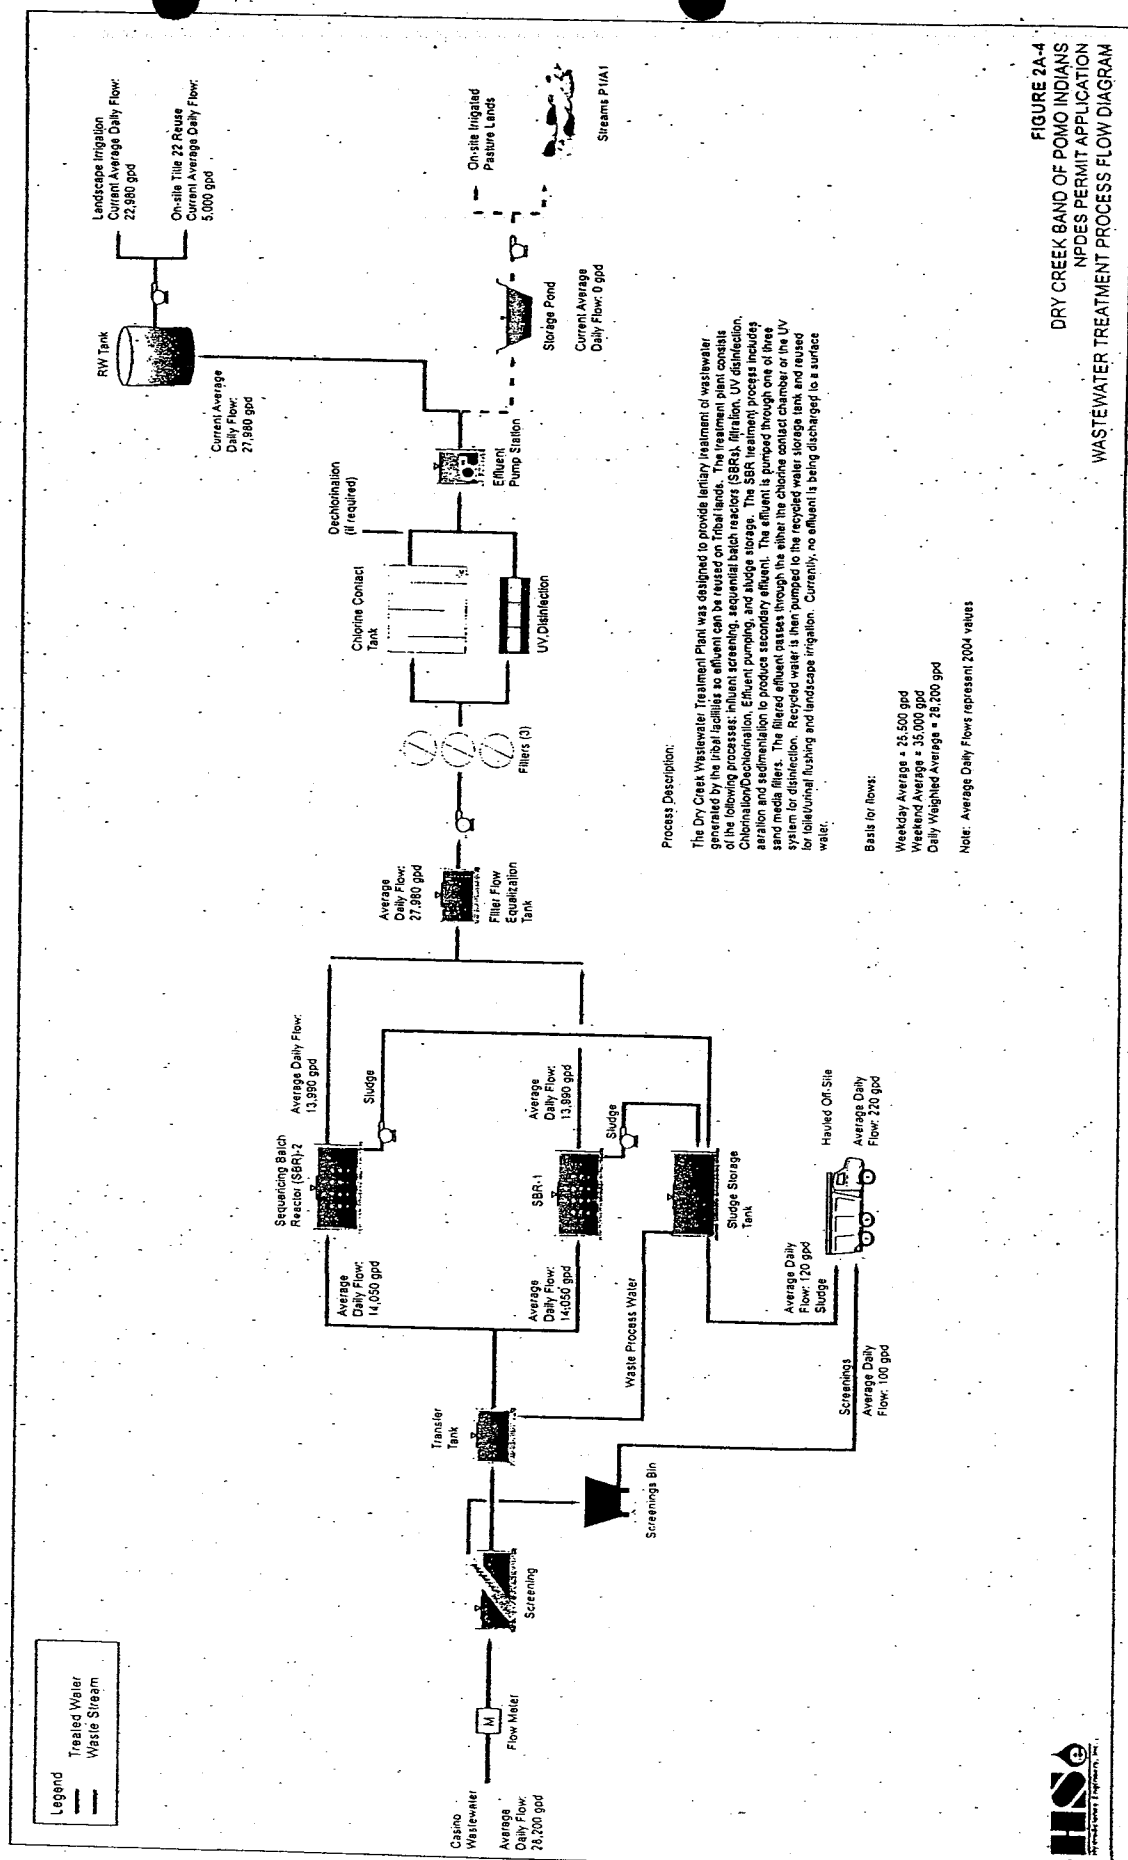 Legend
Treated Water
Waste Stream
Casino
Wastewater
Average
Daily Flow:
28,200 gpd
M
Flow Meter
Screening
Screenings Bin
Transfer
Tank
Waste Process Water
Screenings
Average Daily
Flow: 100 gpd
Average Daily
Flow: 120 gpd
Sludge
Hauled Off-Site
Average Daily
Flow: 220 gpd
Average
Daily Flow:
14,050 gpd
Average
Daily Flow:
14,050 gpd
Sequencing Batch
Reactor (SBR)-2
SBR-1
Sludge Storage
Tank
Sludge
Sludge
Average Daily Flow:
13,990 gpd
Average
Daily Flow:
13,990 gpd
Average
Daily Flow:
27,980 gpd
Filter Flow
Equalization
Tank
Filters (3)
Chlorine Contact
Tank
UV Disinfection
Dechlorination
(if required)
Effluent
Pump Station
Current Average
Daily Flow:
27,980 gpd
RW Tank
Landscape Irrigation
Current Average Daily Flow:
22,980 gpd
On-site Title 22 Reuse
Current Average Daily Flow:
5,000 gpd
Storage Pond
Current Average
Daily Flow: 0 gpd
On-site Irrigated
Pasture Lands
Streams P1/A1
Process Description:
The Dry Creek Wastewater Treatment Plant was designed to provide tertiary treatment of wastewater
generated by the tribal facilities so effluent can be reused on Tribal lands. The treatment plant consists
of the following processes: influent screening, sequential batch reactors (SBRs), filtration, UV disinfection,
Chlorination/Dechlorination, Effluent pumping, and sludge storage. The SBR treatment process includes
aeration and sedimentation to produce secondary effluent. The effluent is pumped through one of three
sand media filters. The filtered effluent passes through the either the chlorine contact chamber or the UV
system for disinfection. Recycled water is then pumped to the recycled water storage tank and reused
for toilet/urinal flushing and landscape irrigation. Currently, no effluent is being discharged to a surface
water.
Basis for flows:
Weekday Average = 25,500 gpd
Weekend Average = 35,000 gpd
Daily Weighted Average = 28,200 gpd
Note: Average Daily Flows represent 2004 values
HSe
HydroScience Engineers, Inc.
FIGURE 2A-4
DRY CREEK BAND OF POMO INDIANS
NPDES PERMIT APPLICATION
WASTEWATER TREATMENT PROCESS FLOW DIAGRAM